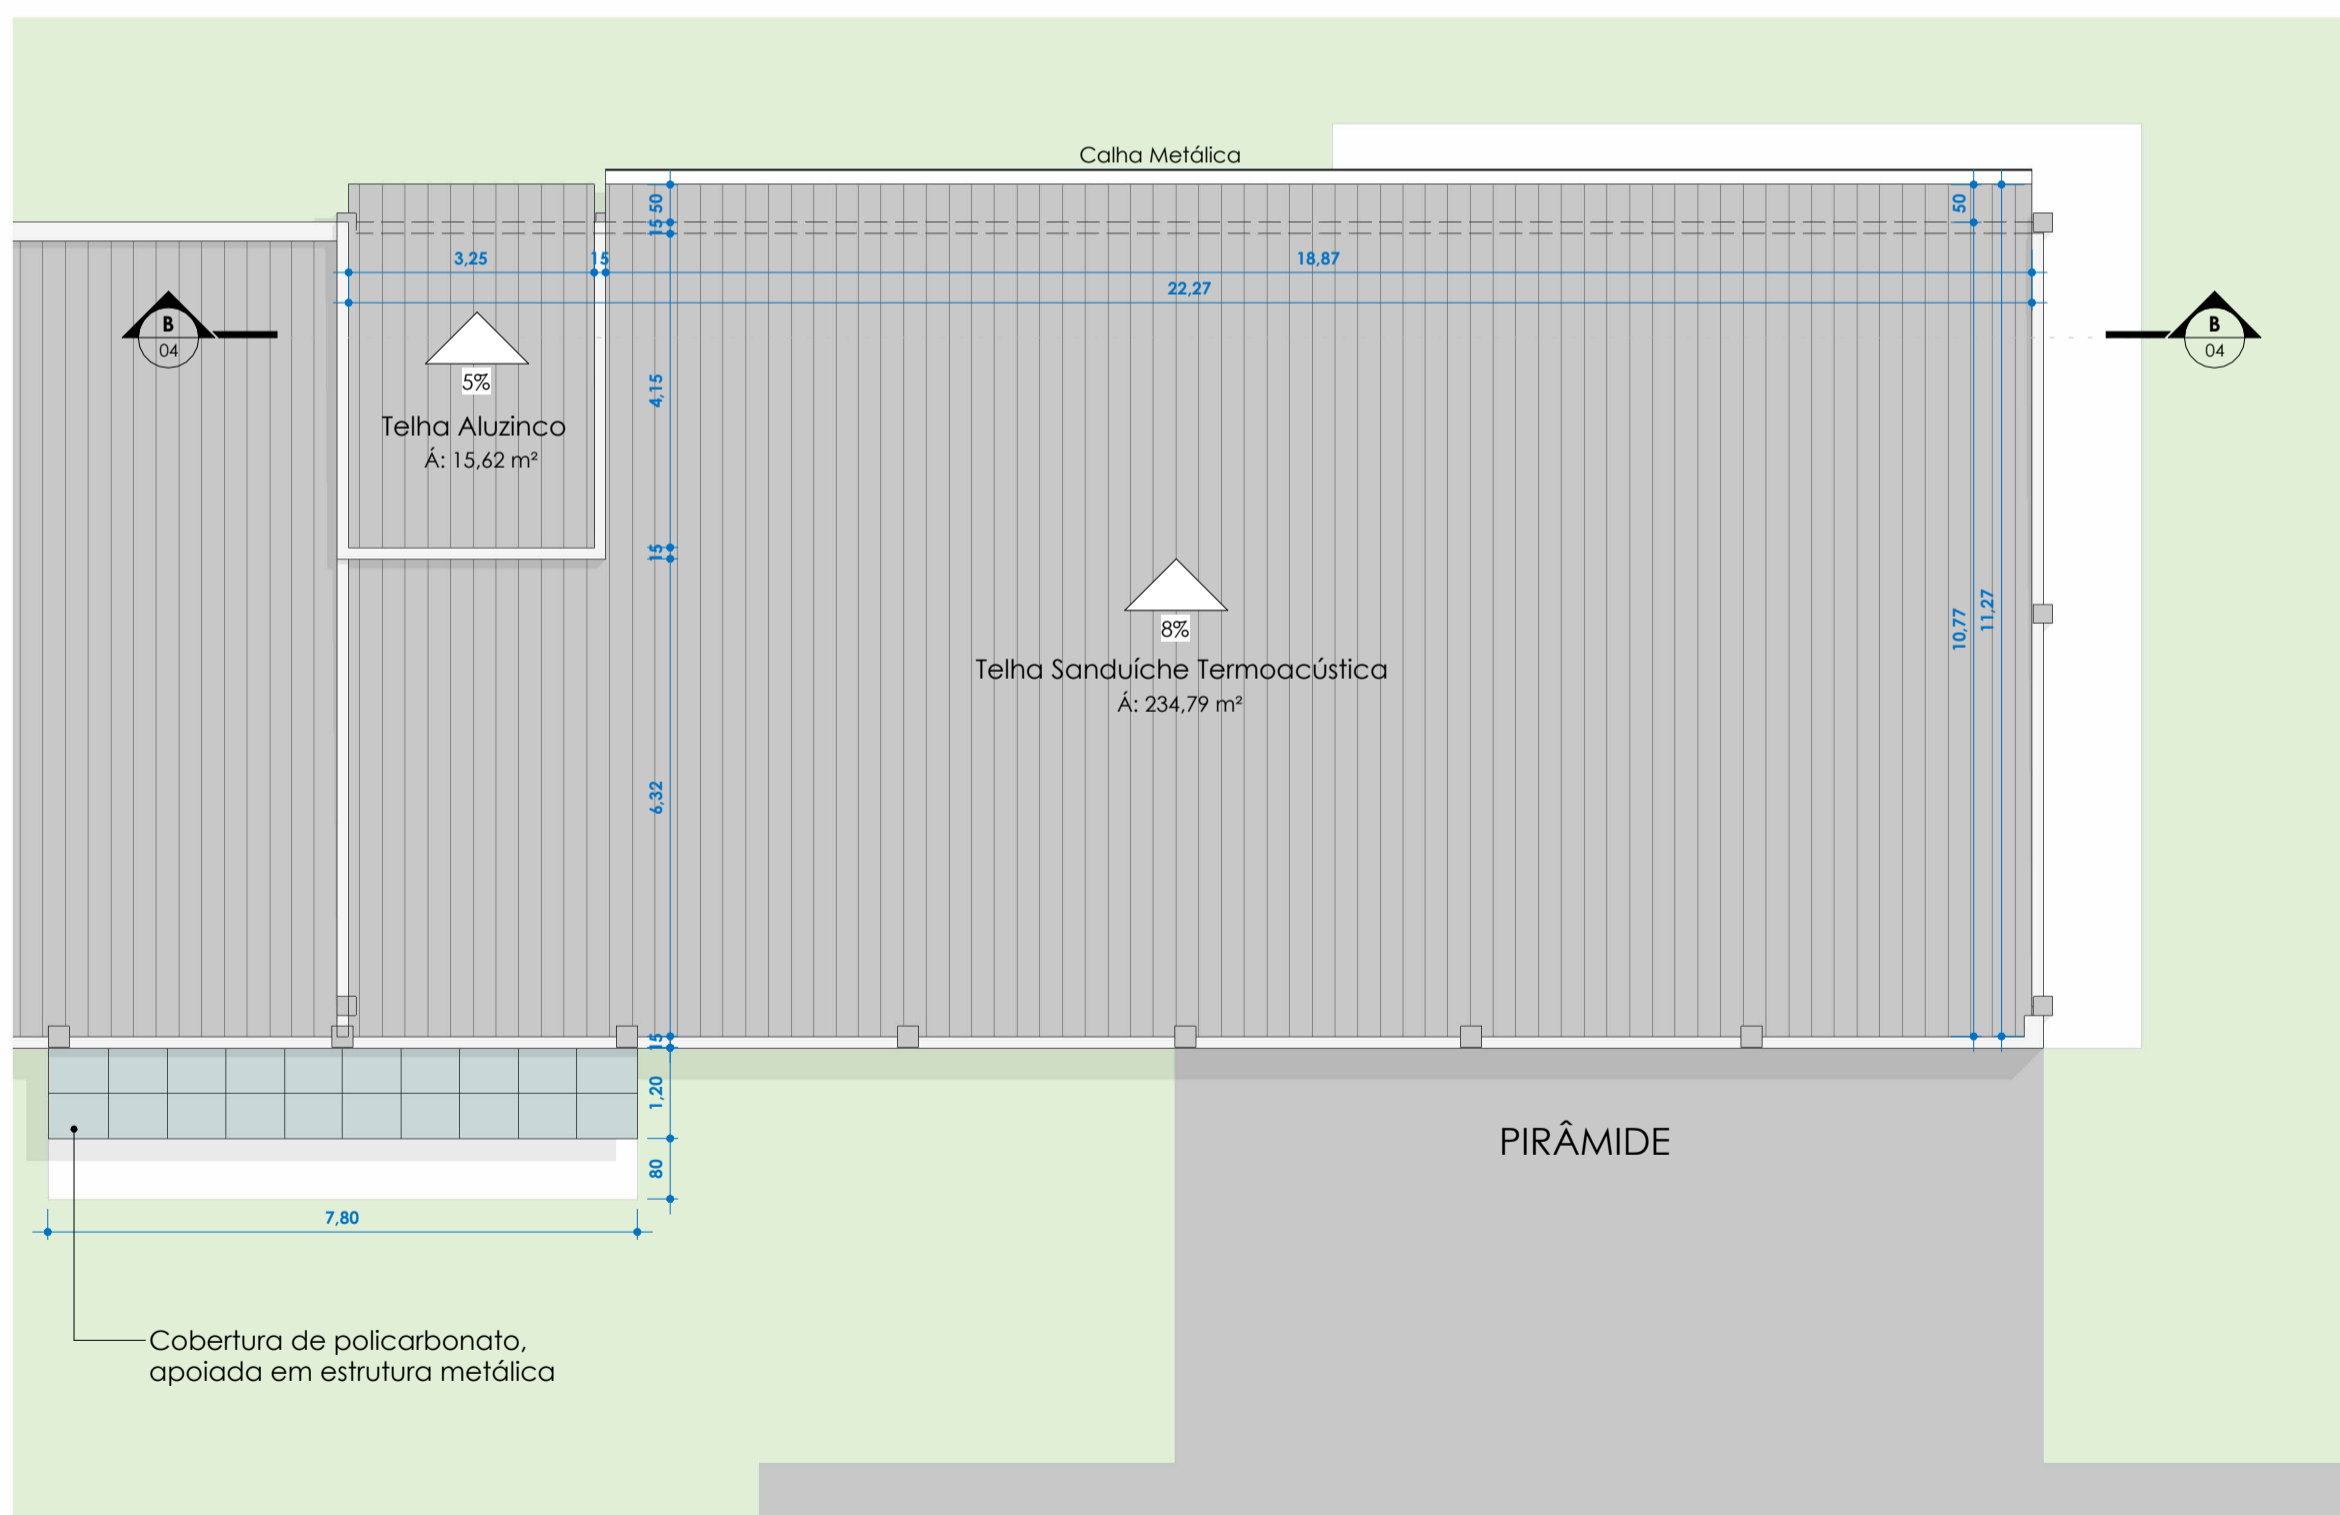 Calha Metálica
50
15
50
3,25
15
18,87
22,27
B
04
B
04
5%
4,15
Telha Aluzinco
Á: 15,62 m²
15
8%
10,77
11,27
Telha Sanduíche Termoacústica
Á: 234,79 m²
6,32
15
1,20
PIRÂMIDE
80
7,80
Cobertura de policarbonato,
apoiada em estrutura metálica